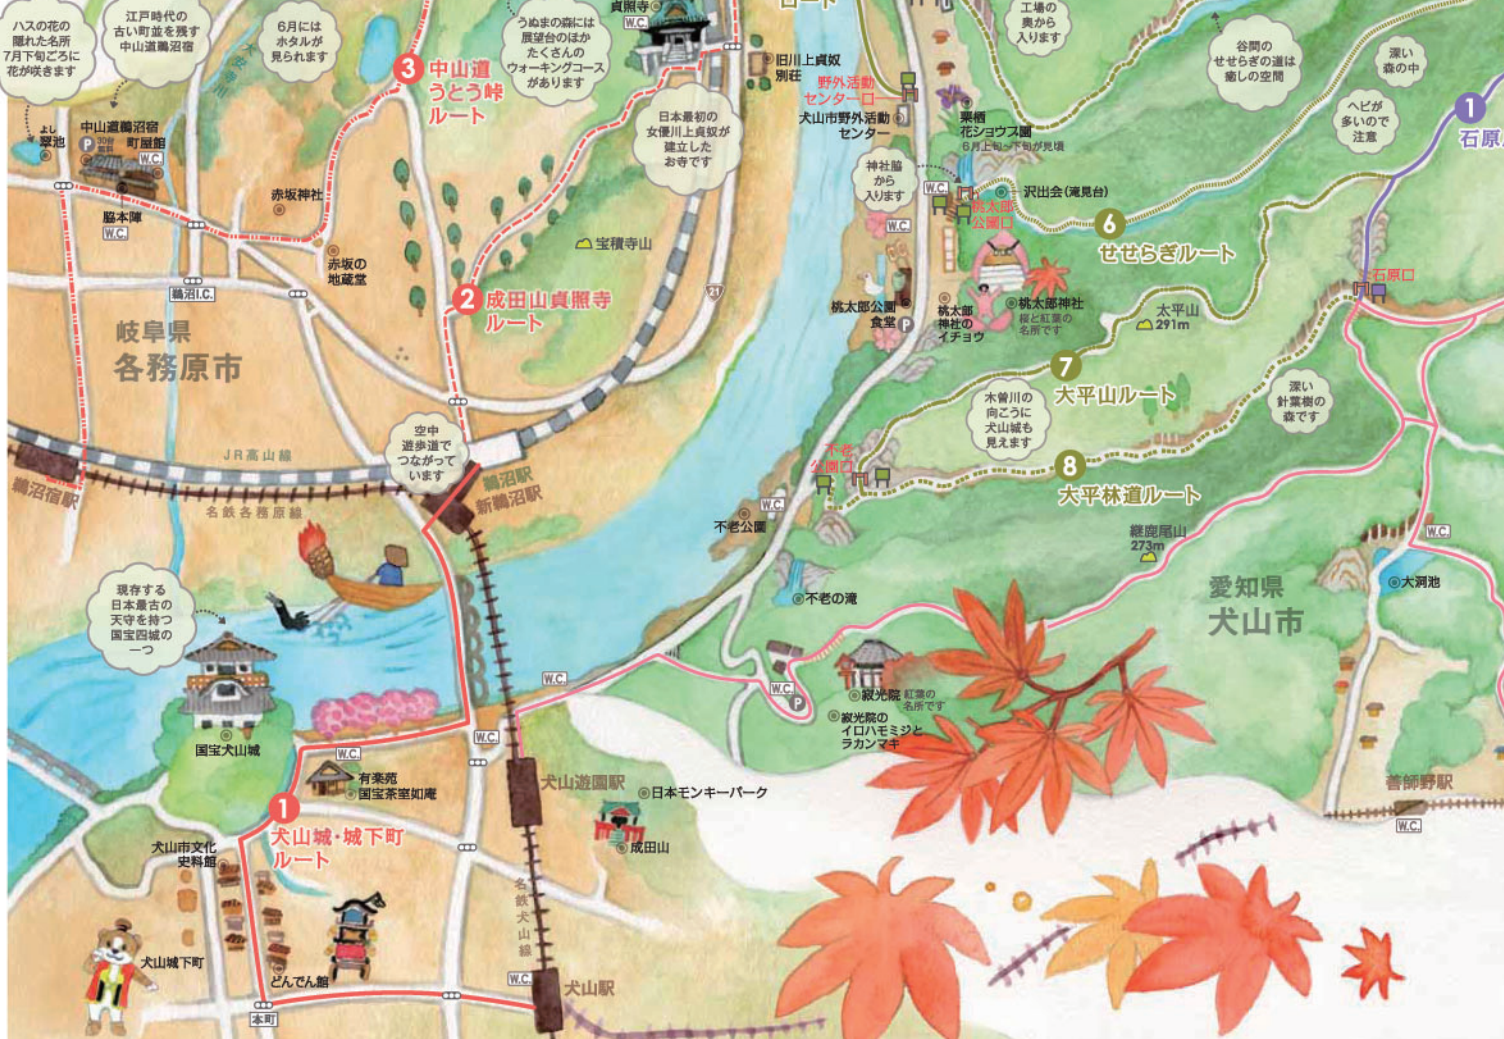 ハスの花の
隠れた名所
7月下旬ごろに
花が咲きます
江戸時代の
古い町並を残す
中山道鵜沼宿
6月には
ホタルが
見られます
大安寺川
3
中山道
うとう峠
ルート
うぬまの森には
展望台のほか
たくさんの
ウォーキングコース
があります
貞照寺
W.C.
旧川上貞奴
別荘
日本最初の
女優川上貞奴が
建立した
お寺です
ルート
野外活動
センター口
犬山市野外活動
センター
工場の
奥から
入ります
栗栖
花ショウブ園
6月上旬~下旬が見頃
谷間の
せせらぎの道は
癒しの空間
深い
森の中
ヘビが
多いので
注意
1
石原
よし
翠池
中山道鵜沼宿
町屋館
P
30台
無料
W.C.
脇本陣
W.C.
赤坂神社
赤坂の
地蔵堂
鵜沼I.C.
岐阜県
各務原市
宝積寺山
2
成田山貞照寺
ルート
21
神社脇
から
入ります
W.C.
W.C.
桃太郎
公園口
沢出会(滝見台)
6
せせらぎルート
桃太郎公園
食堂
P
桃太郎
神社の
イチョウ
桃太郎神社
桜と紅葉の
名所です
太平山
291m
石原口
7
大平山ルート
木曽川の
向こうに
犬山城も
見えます
深い
針葉樹の
森です
不老
公園口
8
大平林道ルート
空中
遊歩道で
つながって
います
JR高山線
鵜沼宿駅
名鉄各務原線
鵜沼駅
新鵜沼駅
不老公園
W.C.
不老の滝
継鹿尾山
273m
愛知県
犬山市
W.C.
大洞池
現存する
日本最古の
天守を持つ
国宝四城の
一つ
国宝犬山城
W.C.
W.C.
P
寂光院
紅葉の
名所です
寂光院の
イロハモミジと
ラカンマキ
W.C.
W.C.
有楽苑
国宝茶室如庵
1
犬山城・城下町
ルート
犬山遊園駅
日本モンキーパーク
成田山
善師野駅
W.C.
犬山市文化
史料館
名鉄犬山線
犬山城下町
どんでん館
本町
W.C.
犬山駅